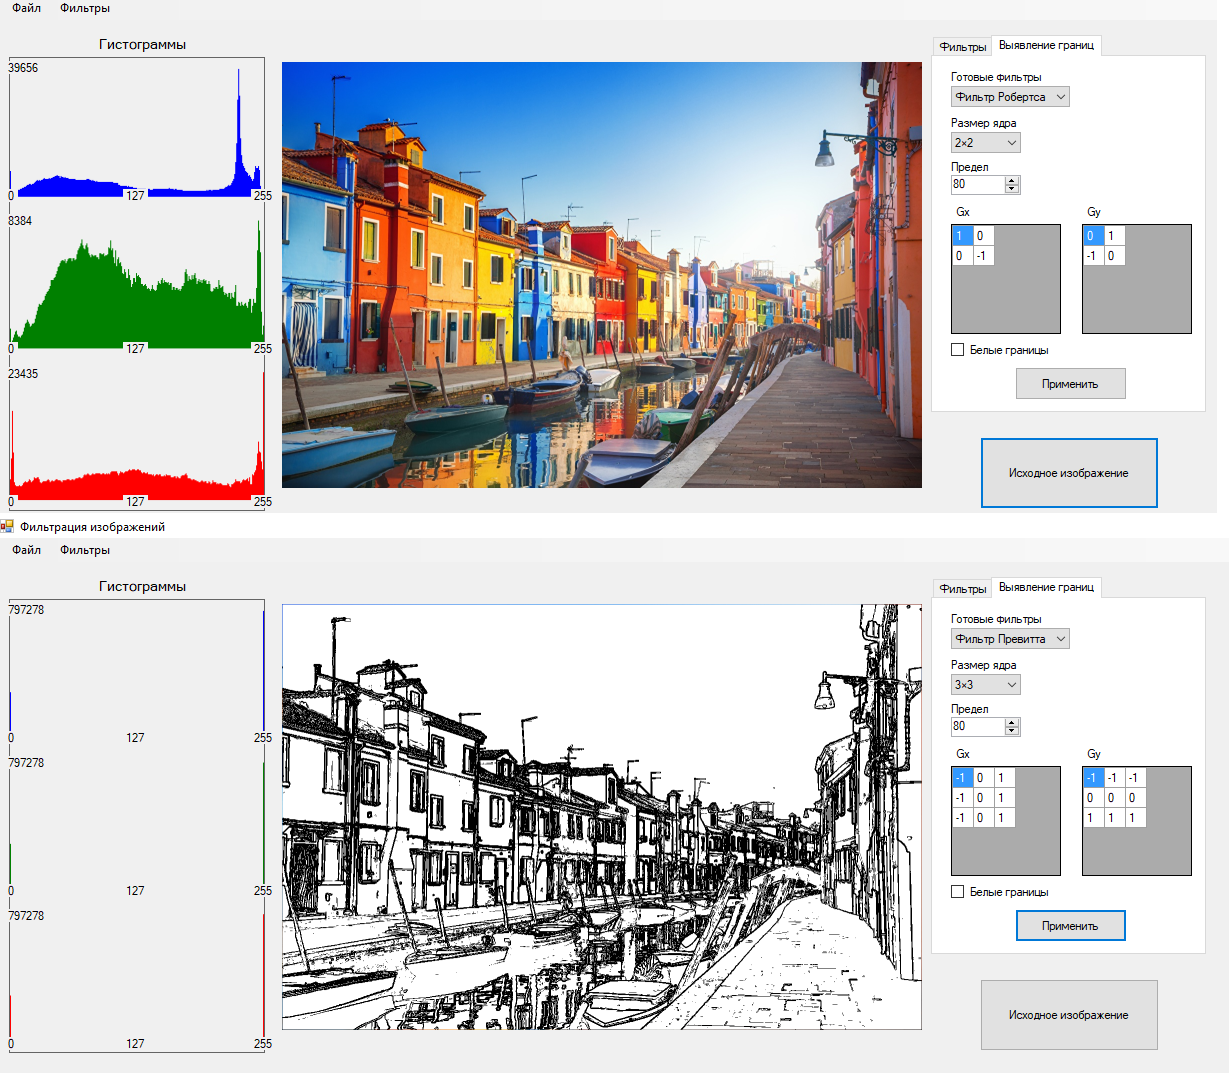 Файл Фильтры
Гистограммы
39656
0 127 255
8384
0 127 255
23435
0 127 255
Фильтры Выявление границ
Готовые фильтры
Фильтр Робертса
Размер ядра
2×2
Предел
80
Gx Gy
1 0 0 1
0 -1 -1 0
Белые границы
Применить
Исходное изображение
Фильтрация изображений
Файл Фильтры
Гистограммы
797278
0 127 255
797278
0 127 255
797278
0 127 255
Фильтры Выявление границ
Готовые фильтры
Фильтр Превитта
Размер ядра
3×3
Предел
80
Gx Gy
-1 0 1 -1 -1 -1
-1 0 1 0 0 0
-1 0 1 1 1 1
Белые границы
Применить
Исходное изображение